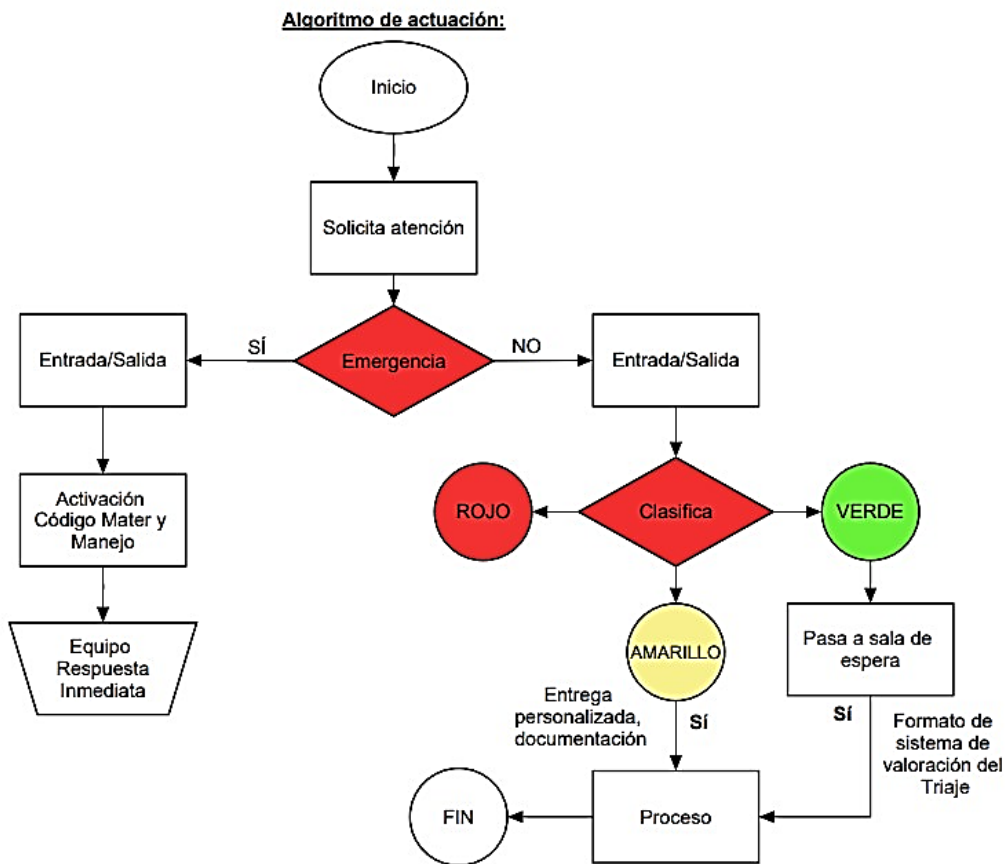 Algoritmo de actuación:
Inicio
Solicita atención
Entrada/Salida
SÍ
Emergencia
NO
Entrada/Salida
Activación
Código Mater y
Manejo
ROJO
Clasifica
VERDE
Equipo
Respuesta
Inmediata
AMARILLO
Pasa a sala de
espera
Entrega
personalizada,
documentación
Sí
Sí
Formato de
sistema de
valoración del
Triaje
FIN
Proceso